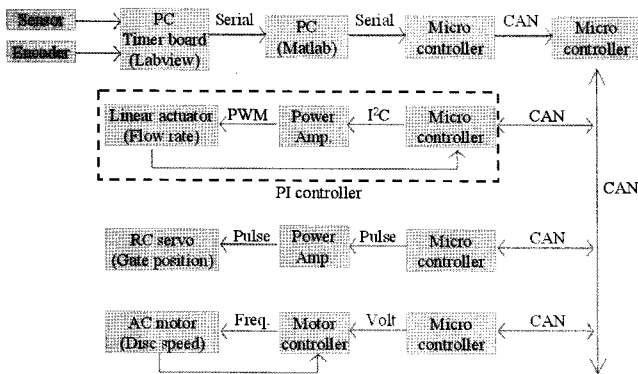 Sensor
Encoder
PC
Timer board
(Labview)
Serial
PC
(Matlab)
Serial
Micro
controller
CAN
Micro
controller
Linear actuator
(Flow rate)
PWM
Power
Amp.
I²C
Micro
controller
CAN
PI controller
CAN
RC servo
(Gate position)
Pulse
Power
Amp
Pulse
Micro
controller
CAN
AC motor
(Disc speed)
Freq.
Motor
controller
Volt
Micro
controller
CAN